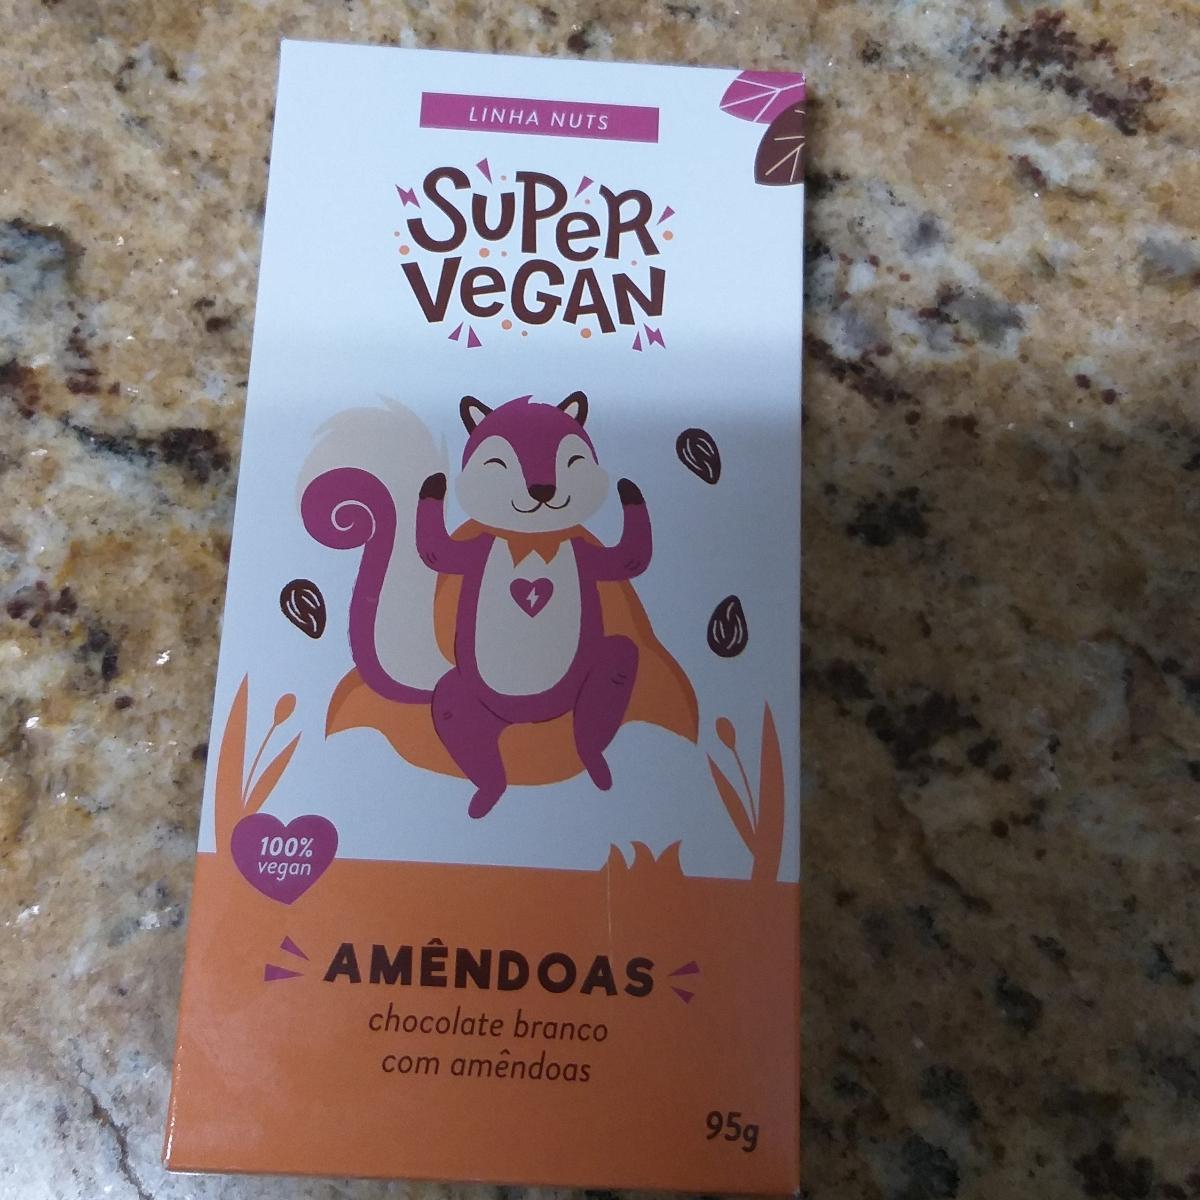 LINHA NUTS
SUPeR
VeGAN
100%
vegan
AMÊNDOAS
chocolate branco
com amêndoas
95g